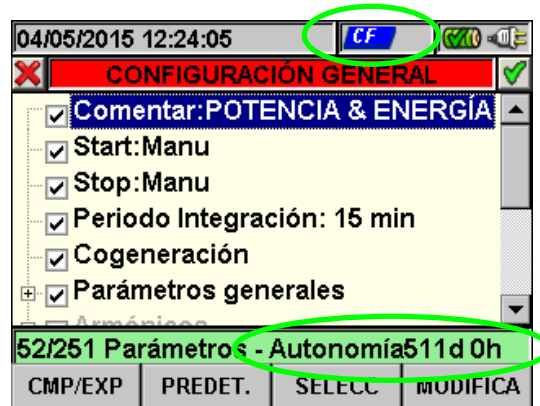 04/05/2015 12:24:05 CF
CONFIGURACIÓN GENERAL
Comentar:POTENCIA & ENERGÍA
Start:Manu
Stop:Manu
Periodo Integración: 15 min
Cogeneración
Parámetros generales
Armónicos
52/251 Parámetros - Autonomía511d 0h
CMP/EXP PREDET. SELECC MODIFICA